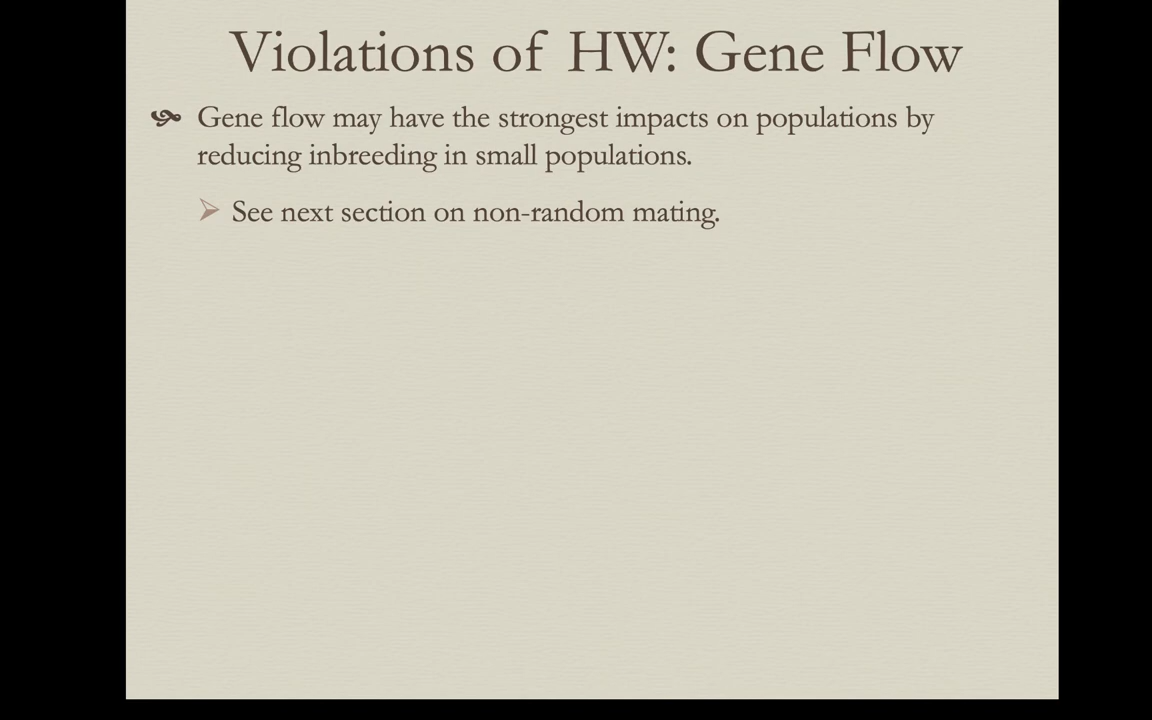 Violations of HW: Gene Flow
Gene flow may have the strongest impacts on populations by
reducing inbreeding in small populations.
See next section on non-random mating.